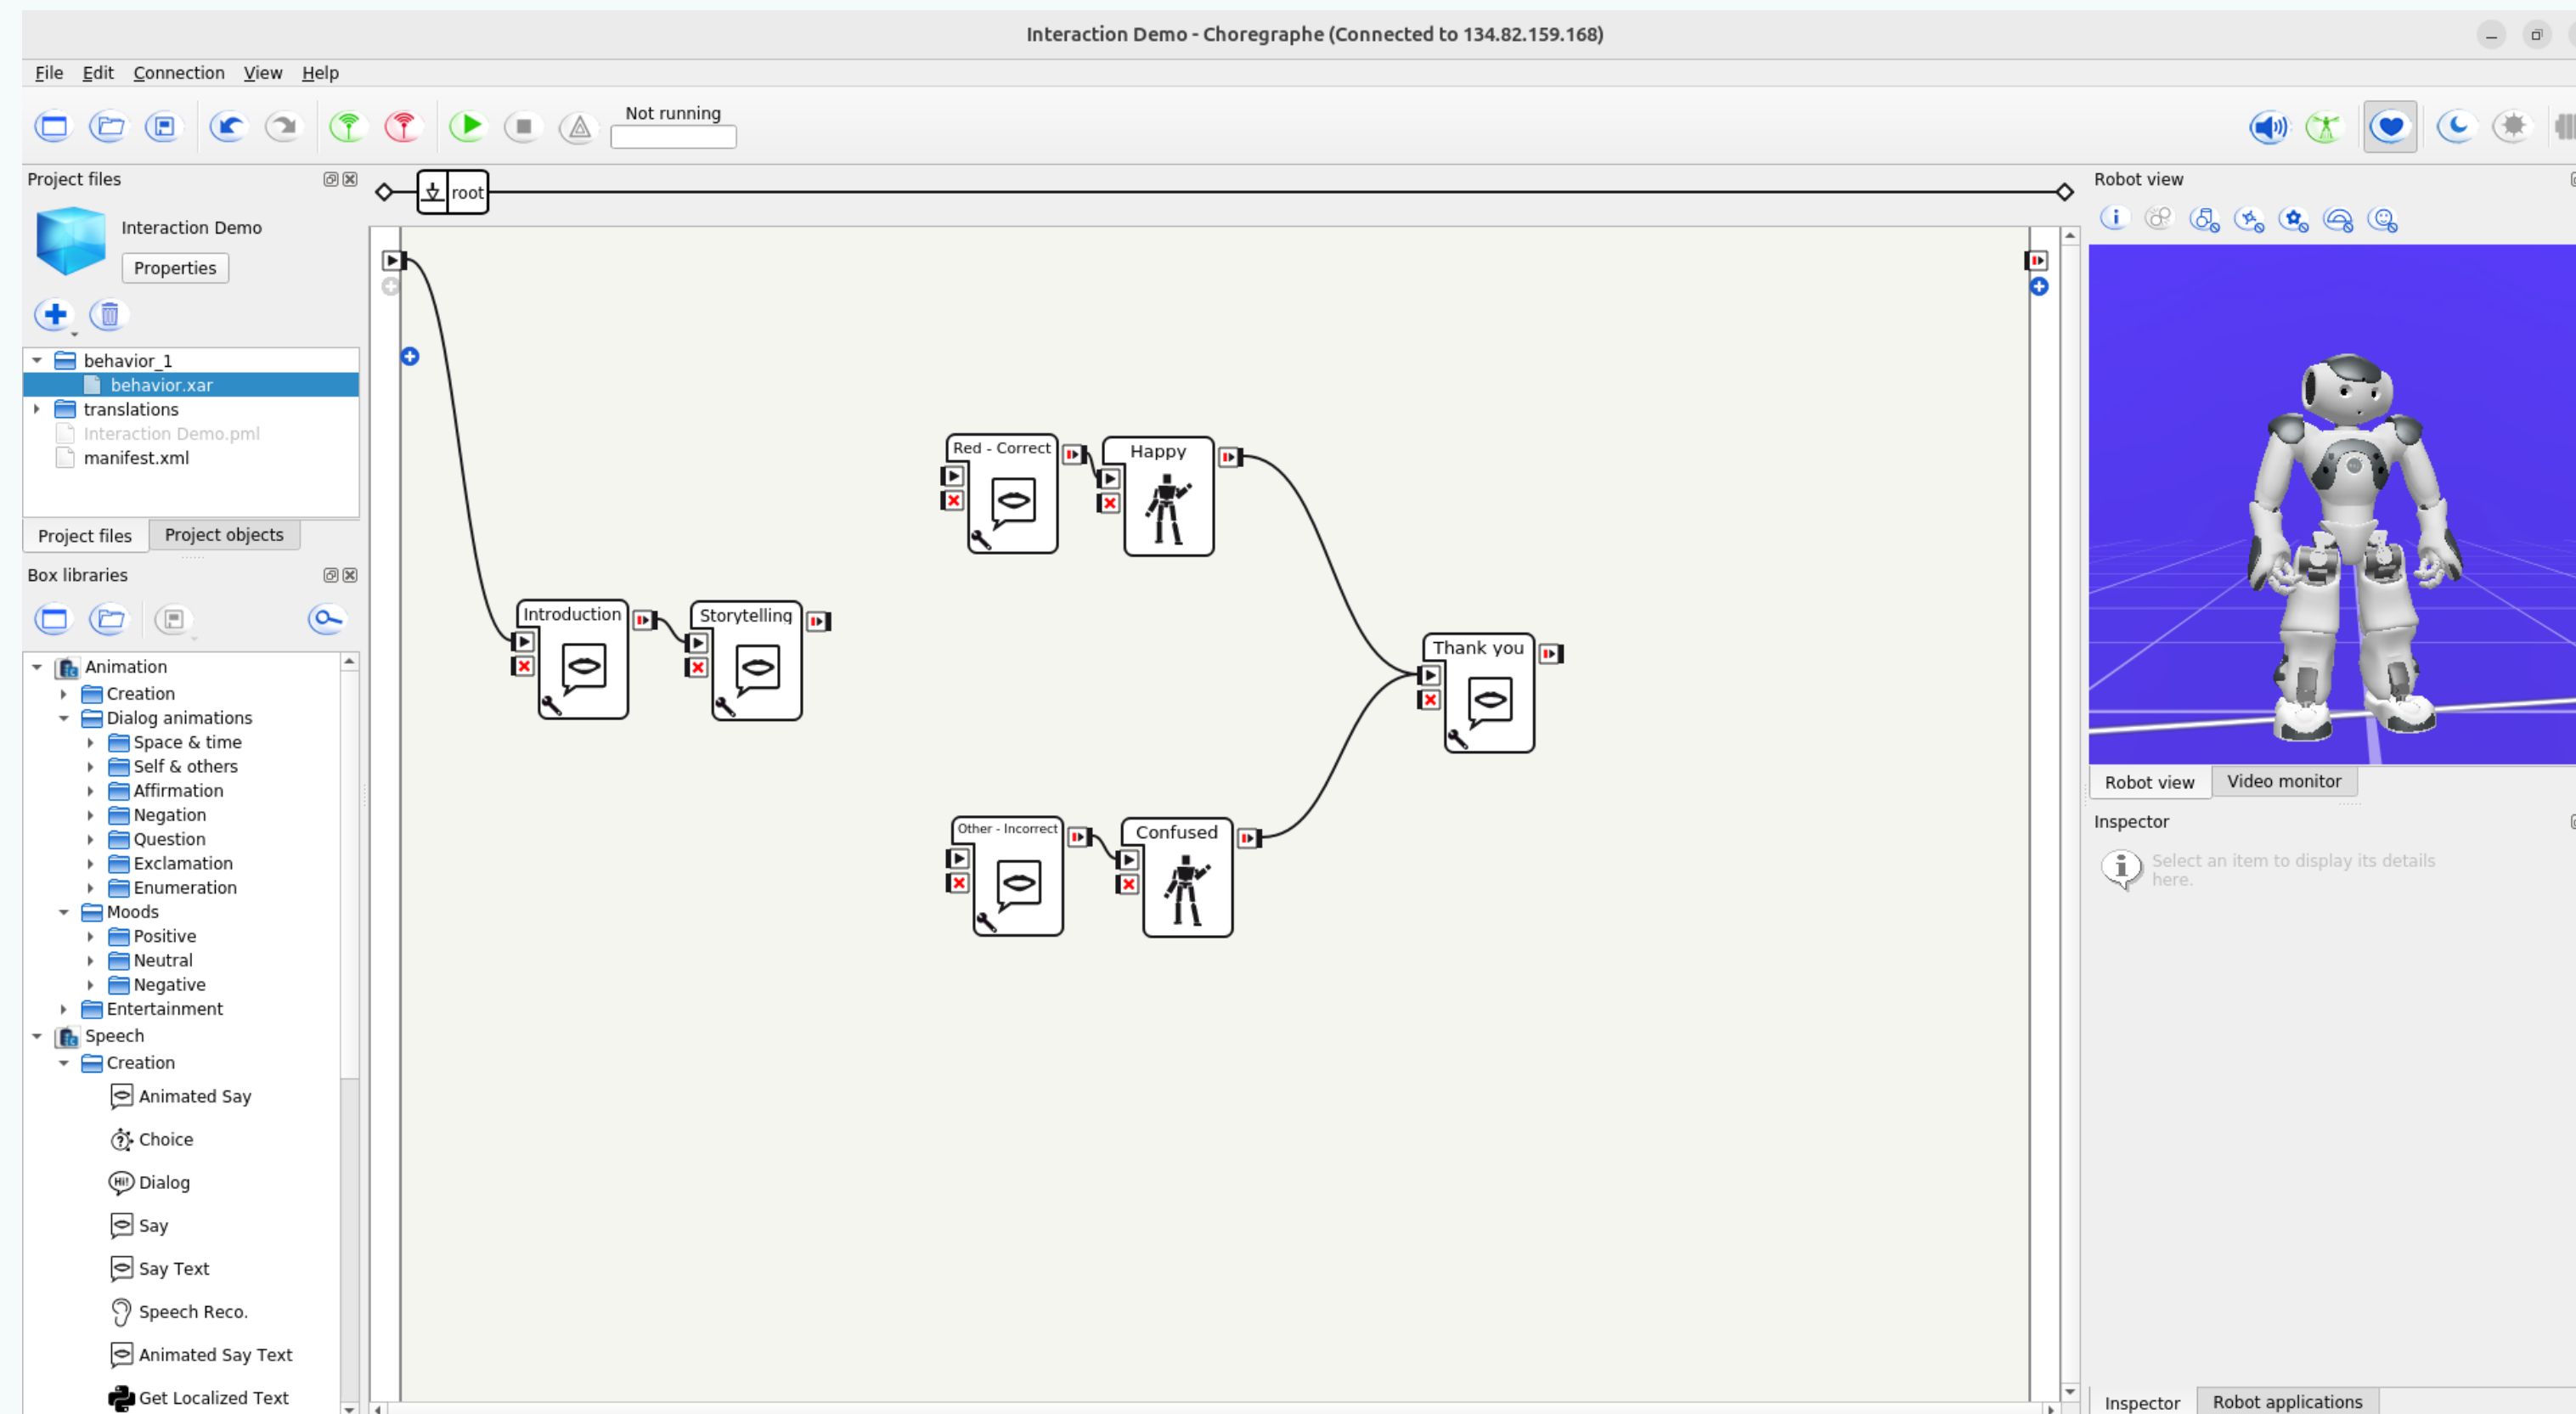 Interaction Demo - Choregraphe (Connected to 134.82.159.168)
File Edit Connection View Help
Not running
Project files
Interaction Demo
Properties
behavior_1
behavior.xar
translations
Interaction Demo.pml
manifest.xml
Project files Project objects
Box libraries
Animation
Creation
Dialog animations
Space & time
Self & others
Affirmation
Negation
Question
Exclamation
Enumeration
Moods
Positive
Neutral
Negative
Entertainment
Speech
Creation
Animated Say
Choice
Hi!
Dialog
Say
Say Text
Speech Reco.
Animated Say Text
Get Localized Text
root
Red - Correct
Happy
Introduction
Storytelling
Thank you
Other - Incorrect
Confused
Robot view
Robot view Video monitor
Inspector
Select an item to display its details
here.
Inspector Robot applications